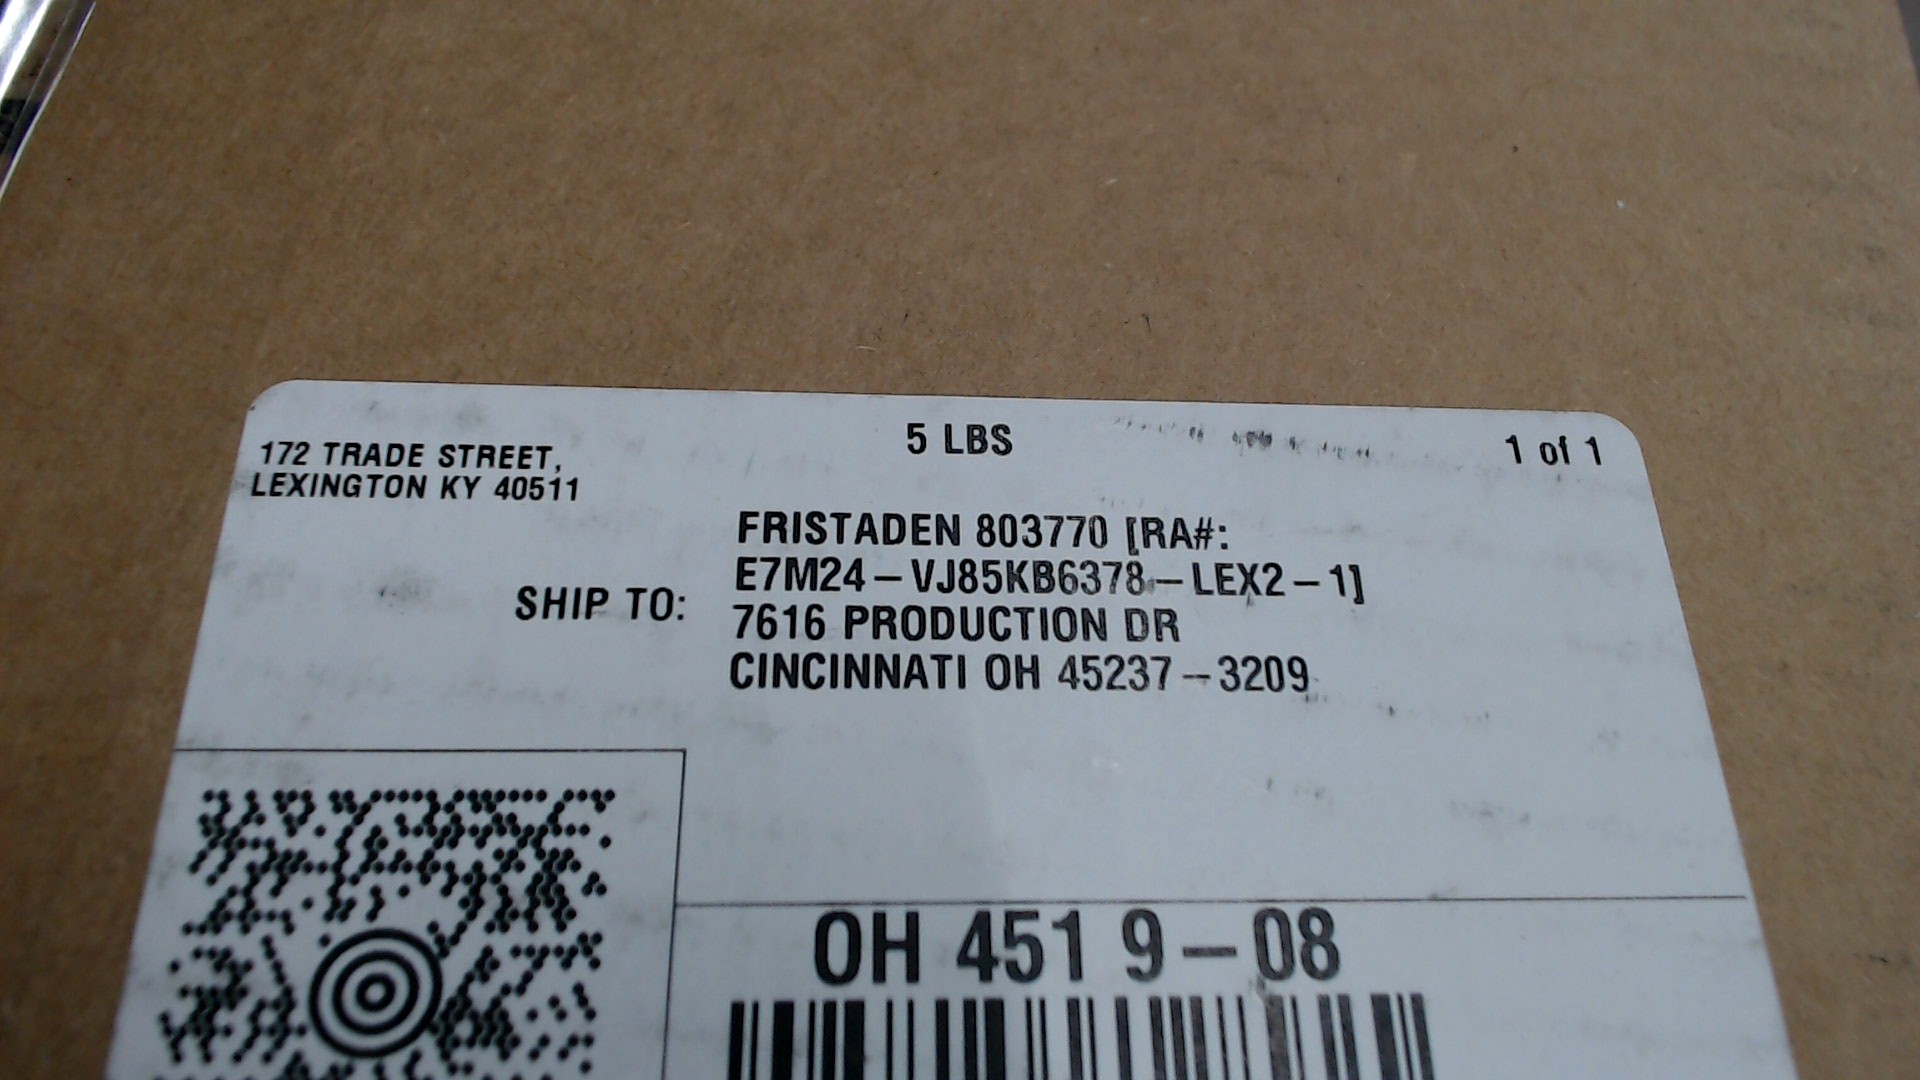 172 TRADE STREET,
LEXINGTON KY 40511
5 LBS
1 of 1
SHIP TO:
FRISTADEN 803770 [RA#:
E7M24-VJ85KB6378-LEX2-1]
7616 PRODUCTION DR
CINCINNATI OH 45237-3209
OH 451 9-08